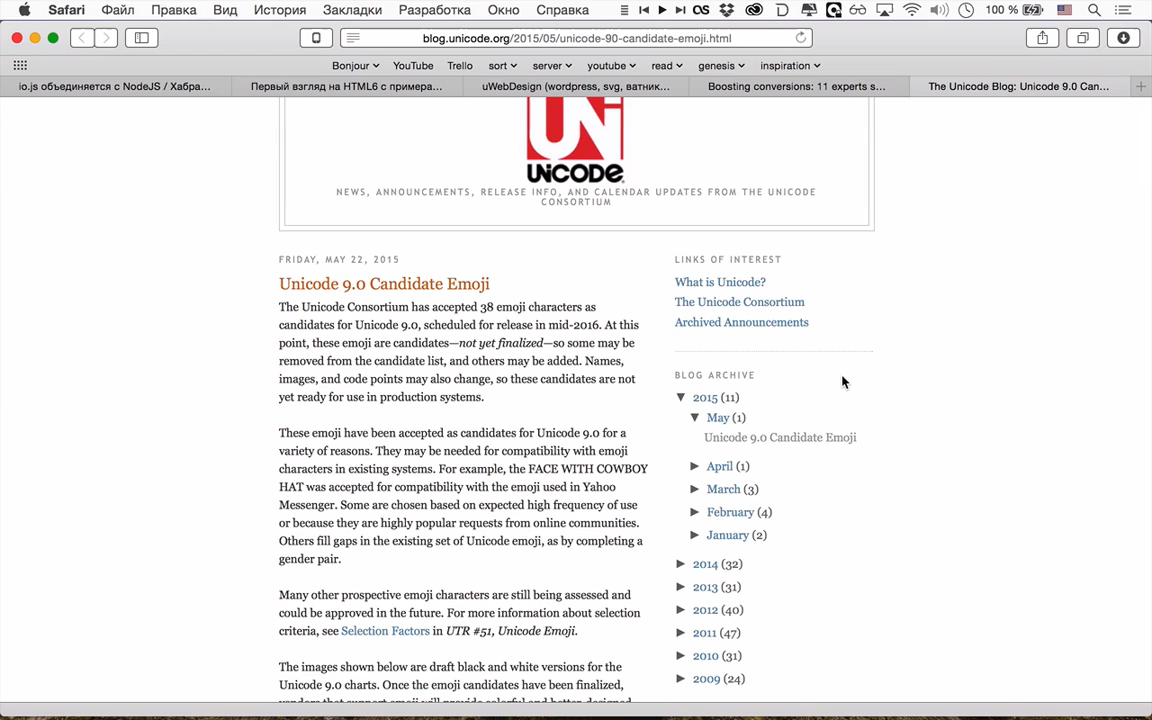 Safari Файл Правка Вид История Закладки Разработка Окно Справка 100 %
blog.unicode.org/2015/05/unicode-90-candidate-emoji.html
Bonjour YouTube Trello sort server youtube read genesis inspiration
io.js объединяется с NodeJS / Хабра...
Первый взгляд на HTML6 с примера...
uWebDesign (wordpress, svg, ватник...
Boosting conversions: 11 experts s...
The Unicode Blog: Unicode 9.0 Can...
UNICODE
NEWS, ANNOUNCEMENTS, RELEASE INFO, AND CALENDAR UPDATES FROM THE UNICODE
CONSORTIUM
FRIDAY, MAY 22, 2015
Unicode 9.0 Candidate Emoji
The Unicode Consortium has accepted 38 emoji characters as
candidates for Unicode 9.0, scheduled for release in mid-2016. At this
point, these emoji are candidates—not yet finalized—so some may be
removed from the candidate list, and others may be added. Names,
images, and code points may also change, so these candidates are not
yet ready for use in production systems.
These emoji have been accepted as candidates for Unicode 9.0 for a
variety of reasons. They may be needed for compatibility with emoji
characters in existing systems. For example, the FACE WITH COWBOY
HAT was accepted for compatibility with the emoji used in Yahoo
Messenger. Some are chosen based on expected high frequency of use
or because they are highly popular requests from online communities.
Others fill gaps in the existing set of Unicode emoji, as by completing a
gender pair.
Many other prospective emoji characters are still being assessed and
could be approved in the future. For more information about selection
criteria, see Selection Factors in UTR #51, Unicode Emoji.
The images shown below are draft black and white versions for the
Unicode 9.0 charts. Once the emoji candidates have been finalized,
LINKS OF INTEREST
What is Unicode?
The Unicode Consortium
Archived Announcements
BLOG ARCHIVE
▼ 2015 (11)
▼ May (1)
Unicode 9.0 Candidate Emoji
► April (1)
► March (3)
► February (4)
► January (2)
► 2014 (32)
► 2013 (31)
► 2012 (40)
► 2011 (47)
► 2010 (31)
► 2009 (24)